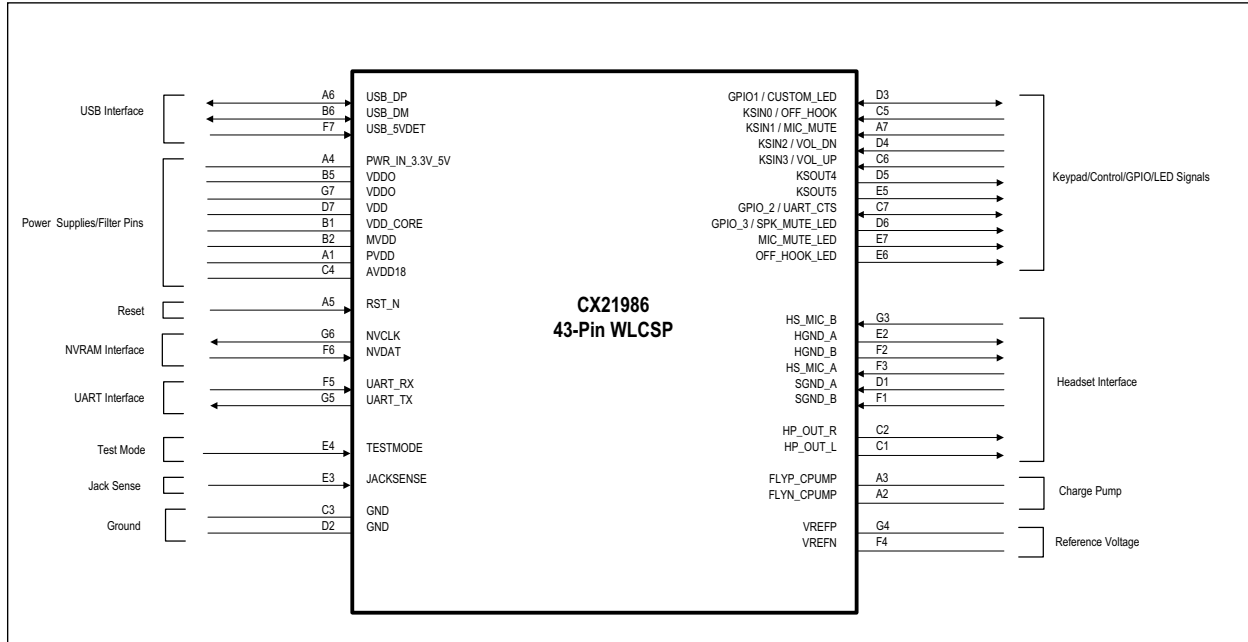 USB Interface
A6 USB_DP
B6 USB_DM
F7 USB_5VDET
Power Supplies/Filter Pins
A4 PWR_IN_3.3V_5V
B5 VDDO
G7 VDDO
D7 VDD
B1 VDD_CORE
B2 MVDD
A1 PVDD
C4 AVDD18
Reset
A5 RST_N
NVRAM Interface
G6 NVCLK
F6 NVDAT
UART Interface
F5 UART_RX
G5 UART_TX
Test Mode
E4 TESTMODE
Jack Sense
E3 JACKSENSE
Ground
C3 GND
D2 GND
CX21986
43-Pin WLCSP
GPIO1 / CUSTOM_LED D3
KSIN0 / OFF_HOOK C5
KSIN1 / MIC_MUTE A7
KSIN2 / VOL_DN D4
KSIN3 / VOL_UP C6
KSOUT4 D5
KSOUT5 E5
GPIO_2 / UART_CTS C7
GPIO_3 / SPK_MUTE_LED D6
MIC_MUTE_LED E7
OFF_HOOK_LED E6
Keypad/Control/GPIO/LED Signals
HS_MIC_B G3
HGND_A E2
HGND_B F2
HS_MIC_A F3
SGND_A D1
SGND_B F1
HP_OUT_R C2
HP_OUT_L C1
Headset Interface
FLYP_CPUMP A3
FLYN_CPUMP A2
Charge Pump
VREFP G4
VREFN F4
Reference Voltage